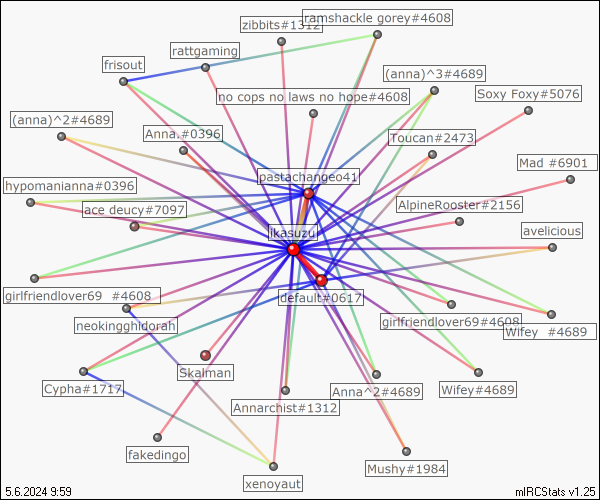 zibbits#1312
ramshackle gorey#4608
rattgaming
frisout
(anna)^3#4689
Soxy Foxy#5076
no cops no laws no hope#4608
(anna)^2#4689
Anna.#0396
Toucan#2473
Mad #6901
pastachangeo41
hypomanianna#0396
ace deucy#7097
AlpineRooster#2156
jkasuzu
avelicious
girlfriendlover69 #4608
default#0617
neokingghidorah
girlfriendlover69#4608
Wifey #4689
Skalman
Cypha#1717
Anna^2#4689
Wifey#4689
Annarchist#1312
fakedingo
Mushy#1984
xenoyaut
5.6.2024 9:59
mIRCStats v1.25